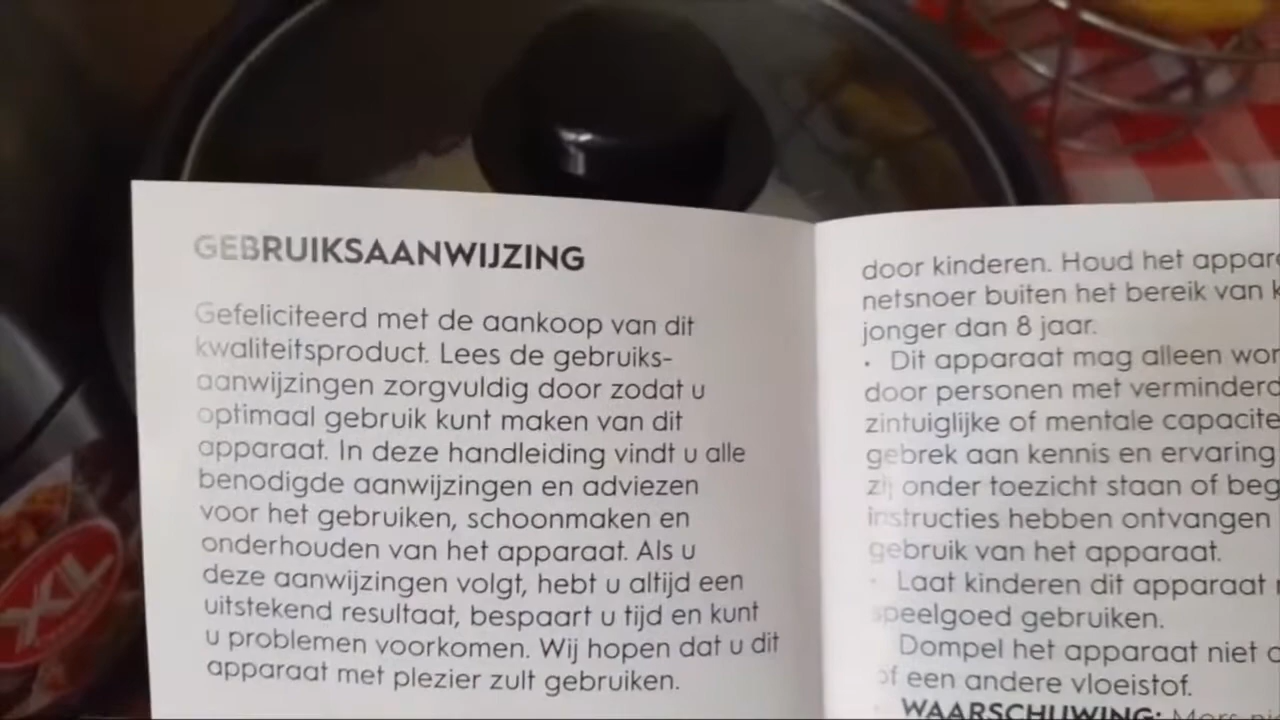 GEBRUIKSAANWIJZING
Gefeliciteerd met de aankoop van dit
kwaliteitsproduct. Lees de gebruiks-
aanwijzingen zorgvuldig door zodat u
optimaal gebruik kunt maken van dit
apparaat. In deze handleiding vindt u alle
benodigde aanwijzingen en adviezen
voor het gebruiken, schoonmaken en
onderhouden van het apparaat. Als u
deze aanwijzingen volgt, hebt u altijd een
uitstekend resultaat, bespaart u tijd en kunt
u problemen voorkomen. Wij hopen dat u dit
apparaat met plezier zult gebruiken.
door kinderen. Houd het
netsnoer buiten het bereik van
jonger dan 8 jaar.
· Dit apparaat mag alleen
door personen met
zintuiglijke of mentale
gebrek aan kennis en ervaring
zij onder toezicht staan of
instructies hebben ontvangen
gebruik van het apparaat.
· Laat kinderen dit apparaat
speelgoed gebruiken.
Dompel het apparaat niet
of een andere vloeistof.
· WAARSCHUWING:
XL